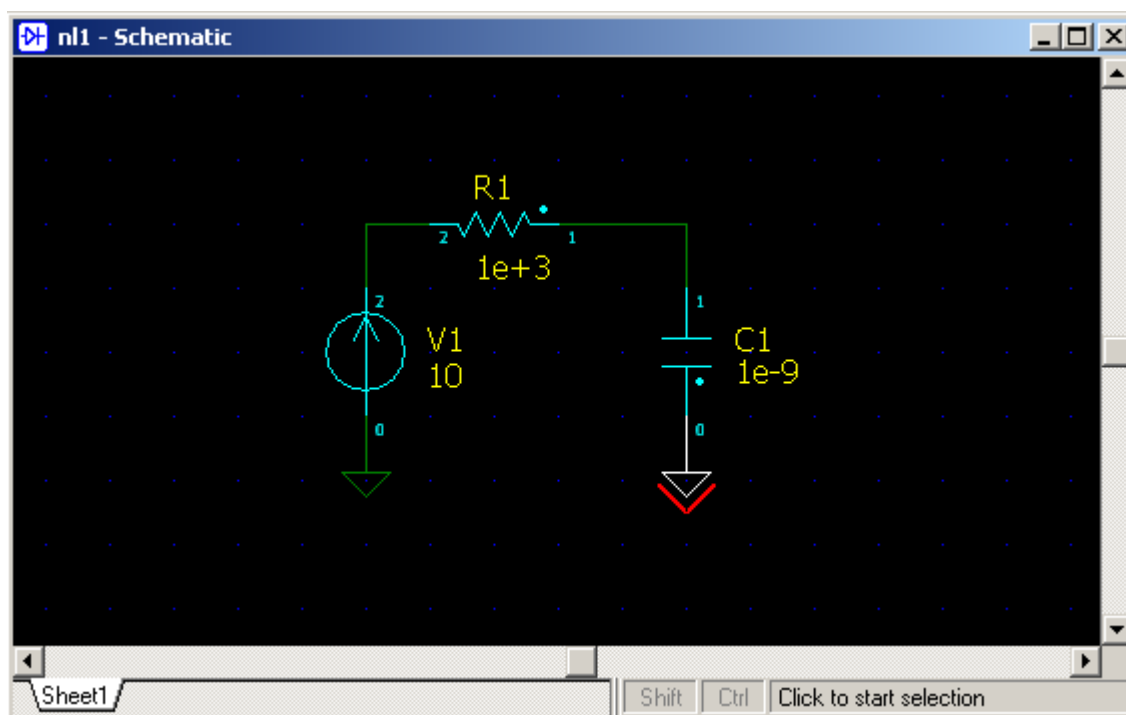 nl1 - Schematic
R1
2
1
1e+3
2
V1
10
0
1
C1
1e-9
0
Sheet1
Shift
Ctrl
Click to start selection